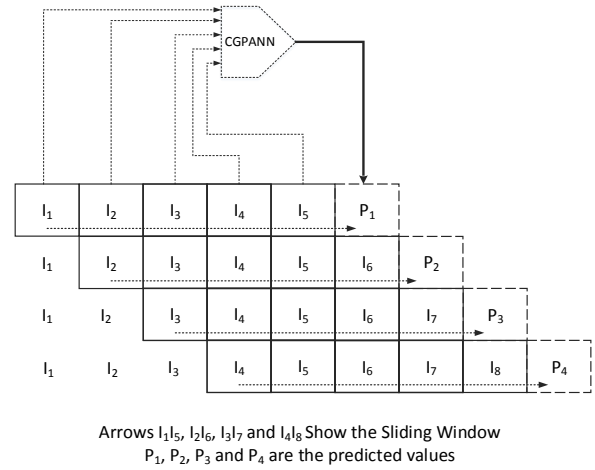 CGPANN
I₁ I₂ I₃ I₄ I₅ P₁
I₁ I₂ I₃ I₄ I₅ I₆ P₂
I₁ I₂ I₃ I₄ I₅ I₆ I₇ P₃
I₁ I₂ I₃ I₄ I₅ I₆ I₇ I₈ P₄
Arrows I₁I₅, I₂I₆, I₃I₇ and I₄I₈ Show the Sliding Window
P₁, P₂, P₃ and P₄ are the predicted values